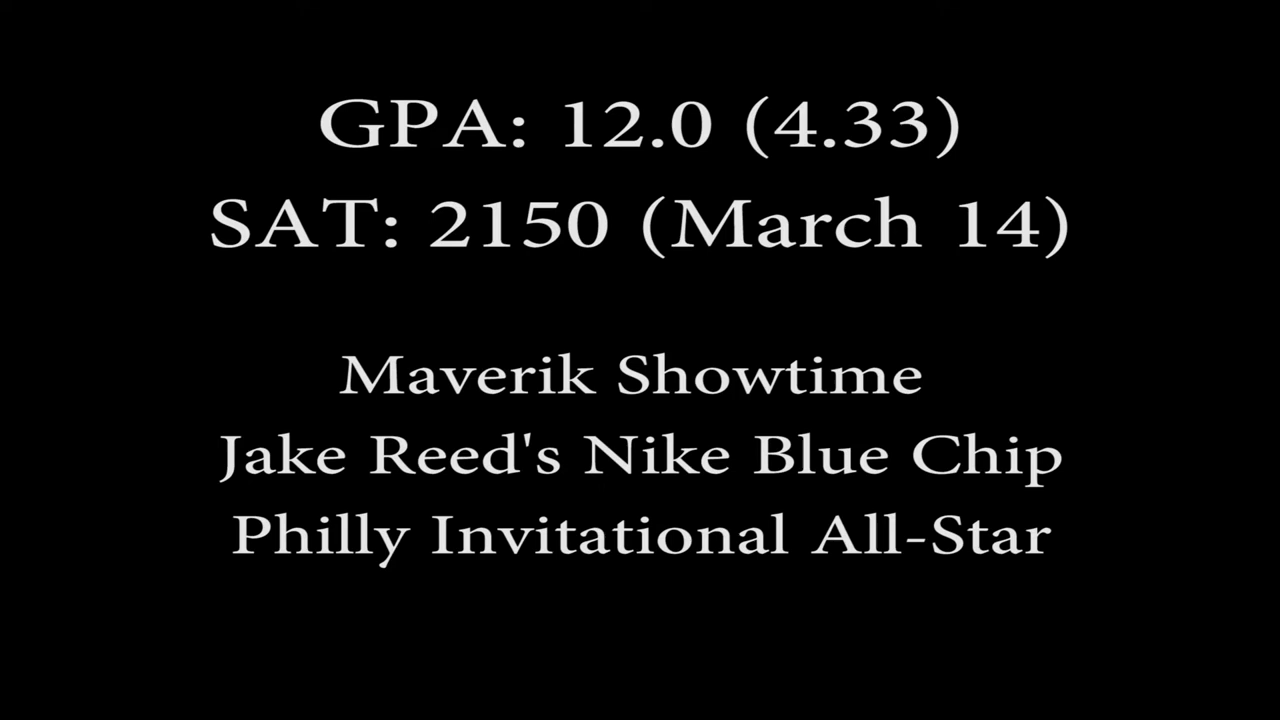 GPA: 12.0 (4.33)
SAT: 2150 (March 14)
Maverik Showtime
Jake Reed's Nike Blue Chip
Philly Invitational All-Star